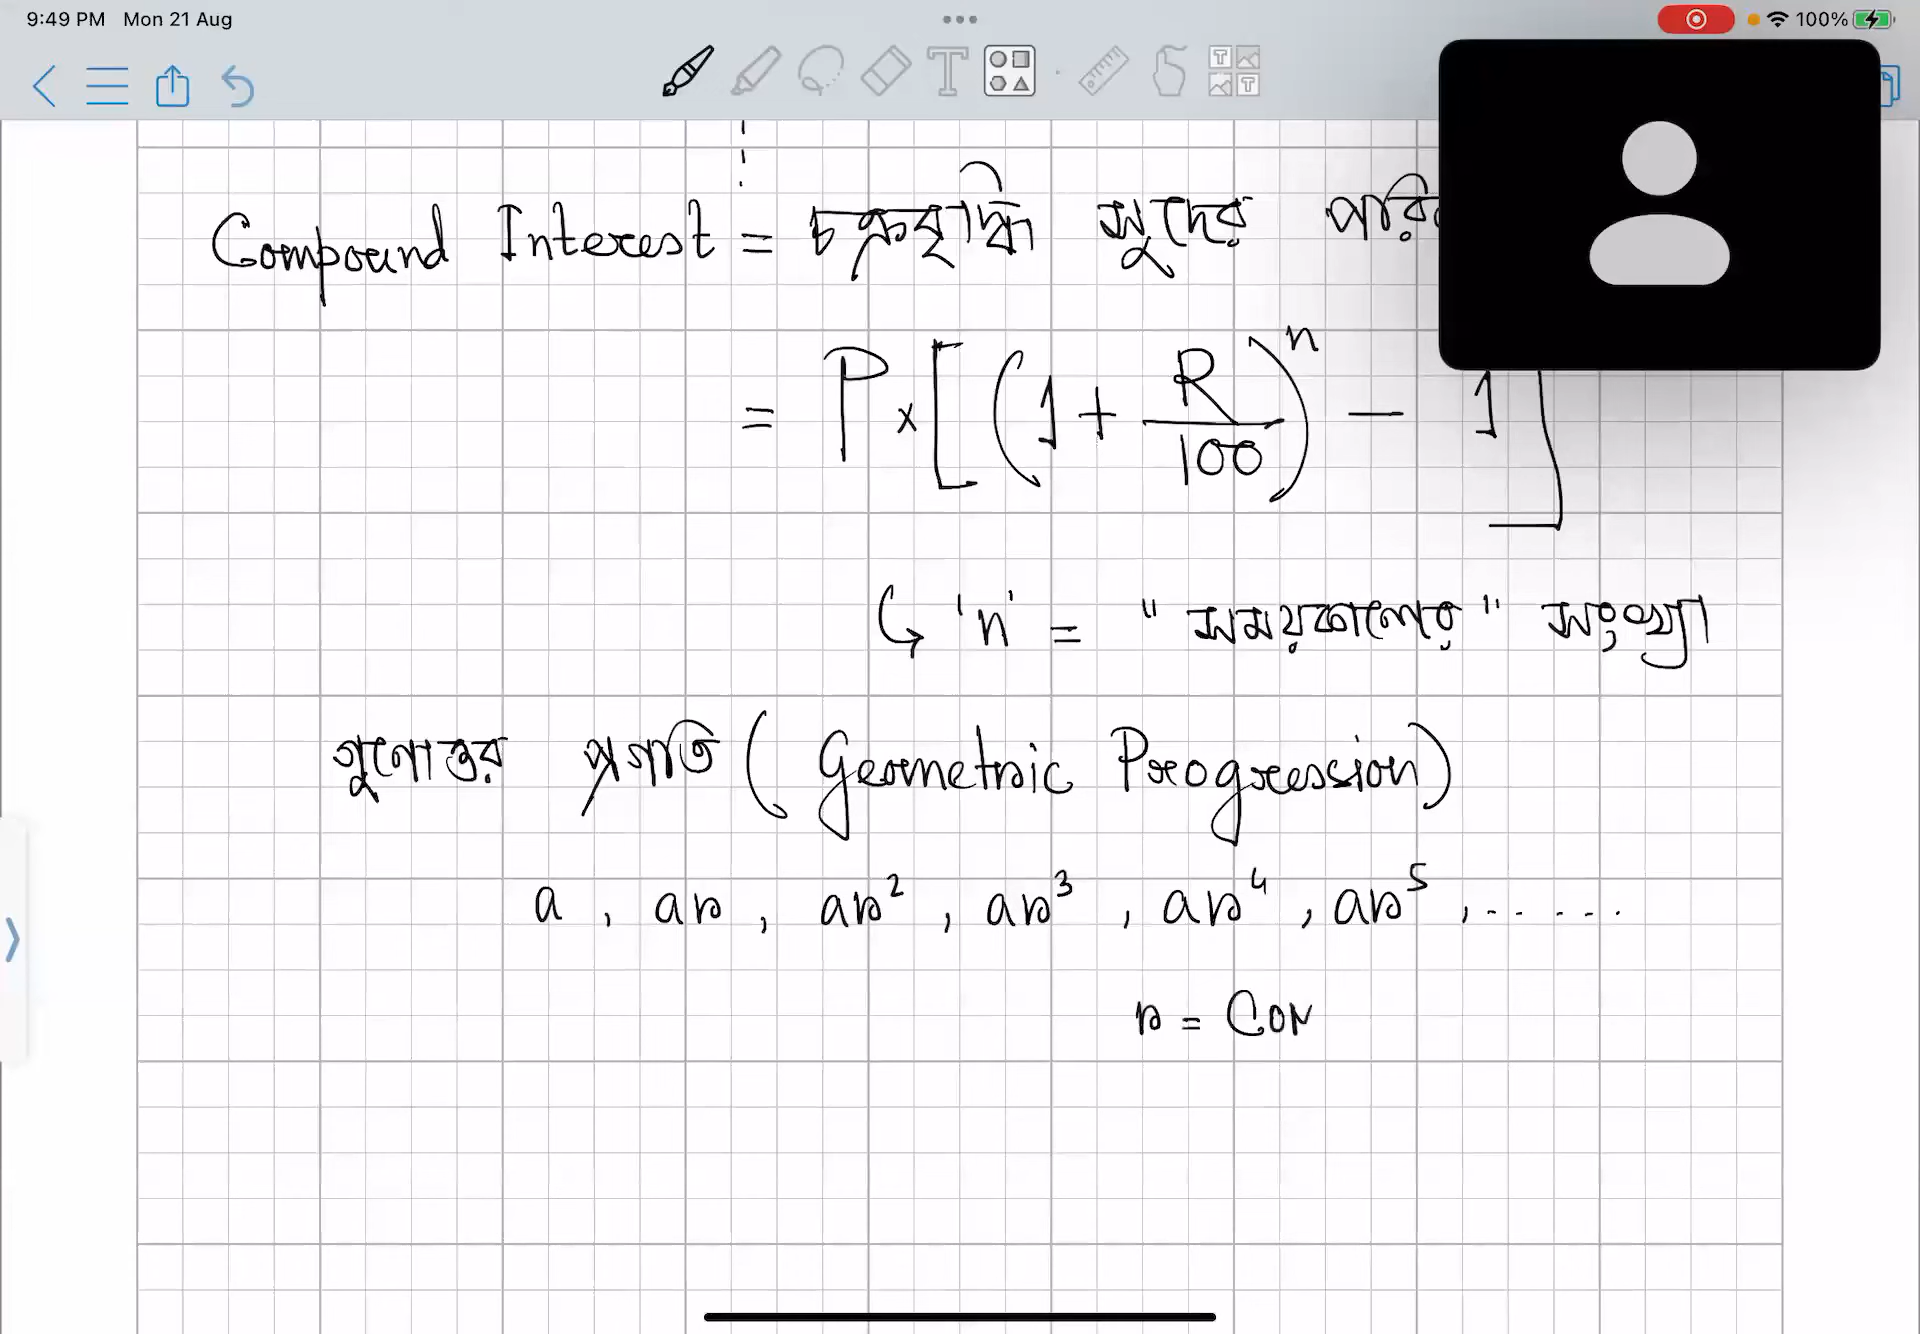 9:49 PM Mon 21 Aug
100%
Compound Interest = চক্রবৃদ্ধি সুদের
= P × [ (1 + R/100)^n − 1 ]
↳ 'n' = "সময়কালের" সংখ্যা
গুণোত্তর প্রগতি ( Geometric Progression)
a , ar , ar² , ar³ , ar⁴ , ar⁵ , ......
r = Con